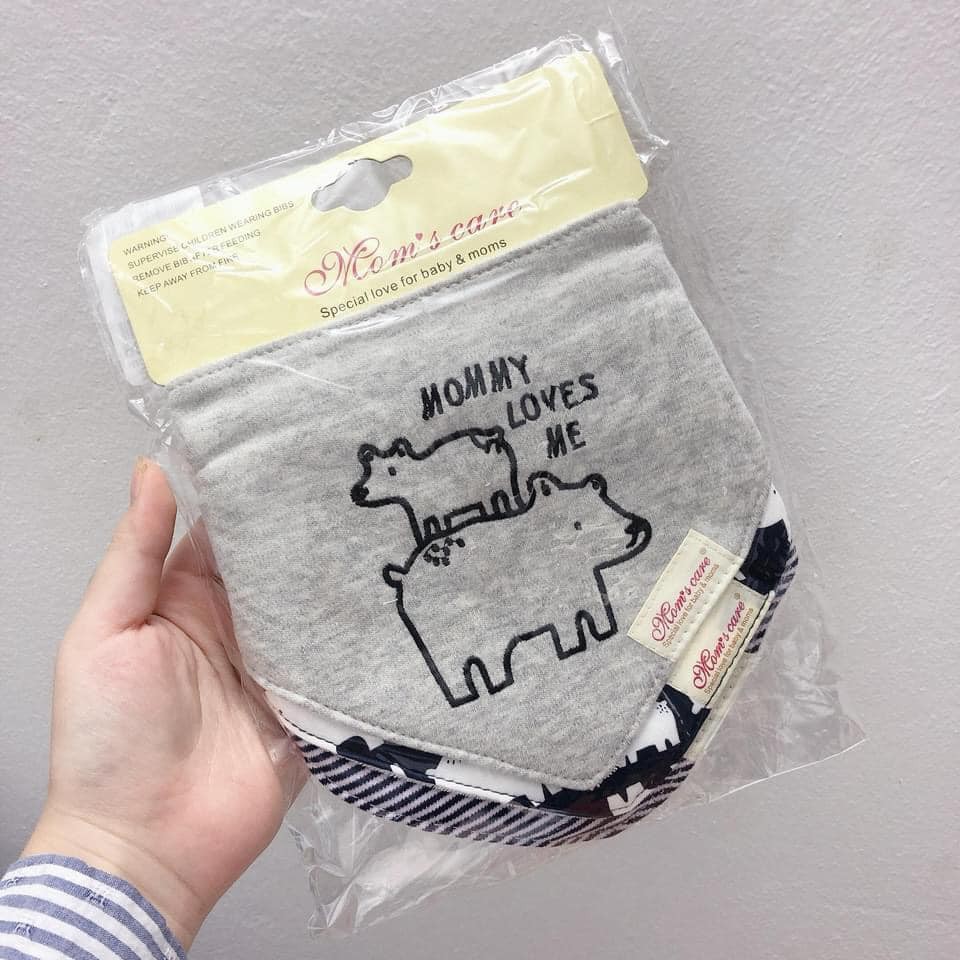 WARNING:
SUPERVISE CHILDREN WEARING BIBS
REMOVE BIB AFTER FEEDING
KEEP AWAY FROM FIRE
Mom's care
Special love for baby & moms
MOMMY
LOVES
ME
Mom's care®
Special love for baby & moms
Mom's care®
Special love for baby & moms